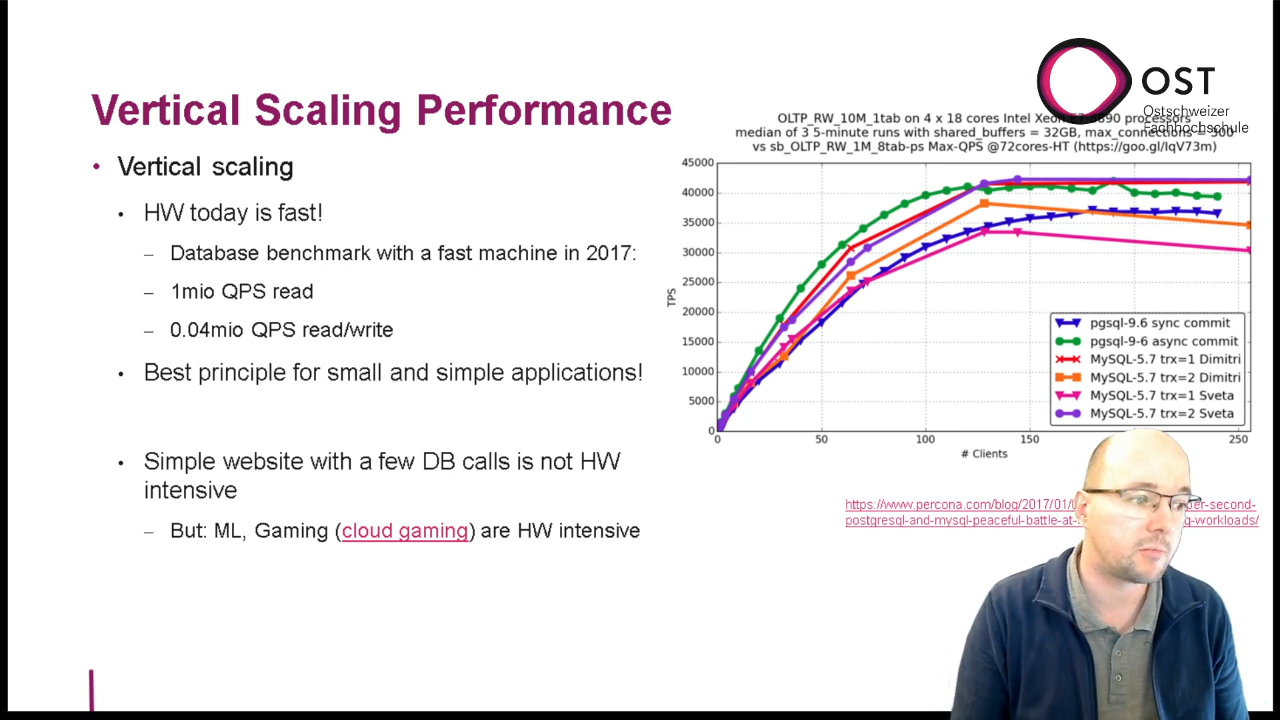 OST
Ostschweizer
Fachhochschule
Vertical Scaling Performance
• Vertical scaling
• HW today is fast!
– Database benchmark with a fast machine in 2017:
– 1mio QPS read
– 0.04mio QPS read/write
• Best principle for small and simple applications!
• Simple website with a few DB calls is not HW
intensive
– But: ML, Gaming (cloud gaming) are HW intensive
OLTP_RW_10M_1tab on 4 x 18 cores Intel Xeon processors
median of 3 5-minute runs with shared_buffers = 32GB, max_connections = 300
vs sb_OLTP_RW_1M_8tab-ps Max-QPS @72cores-HT (https://goo.gl/IqV73m)
45000
40000
35000
30000
25000
20000
15000
10000
5000
0
TPS
0 50 100 150 250
# Clients
pgsql-9.6 sync commit
pgsql-9-6 async commit
MySQL-5.7 trx=1 Dimitri
MySQL-5.7 trx=2 Dimitri
MySQL-5.7 trx=1 Sveta
MySQL-5.7 trx=2 Sveta
https://www.percona.com/blog/2017/01/ per-second-
postgresql-and-mysql-peaceful-battle-at- -workloads/